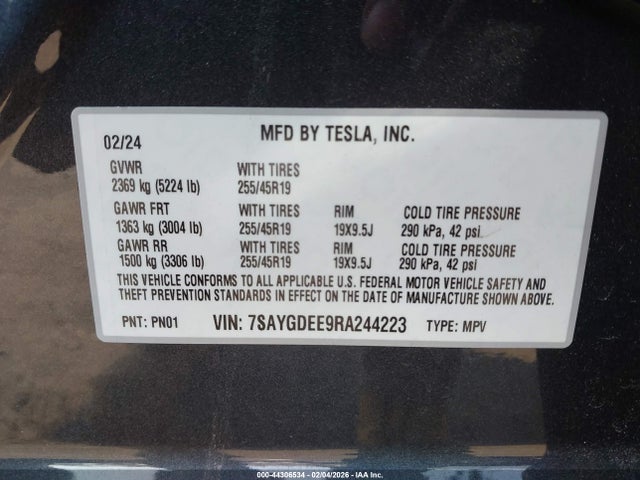 02/24 MFD BY TESLA, INC.
GVWR WITH TIRES
2369 kg (5224 lb) 255/45R19
GAWR FRT WITH TIRES RIM COLD TIRE PRESSURE
1363 kg (3004 lb) 255/45R19 19X9.5J 290 kPa, 42 psi
GAWR RR WITH TIRES RIM COLD TIRE PRESSURE
1500 kg (3306 lb) 255/45R19 19X9.5J 290 kPa, 42 psi
THIS VEHICLE CONFORMS TO ALL APPLICABLE U.S. FEDERAL MOTOR VEHICLE SAFETY AND
THEFT PREVENTION STANDARDS IN EFFECT ON THE DATE OF MANUFACTURE SHOWN ABOVE.
PNT: PN01 VIN: 7SAYGDEE9RA244223 TYPE: MPV
000-44306534 - 02/04/2026 - IAA Inc.